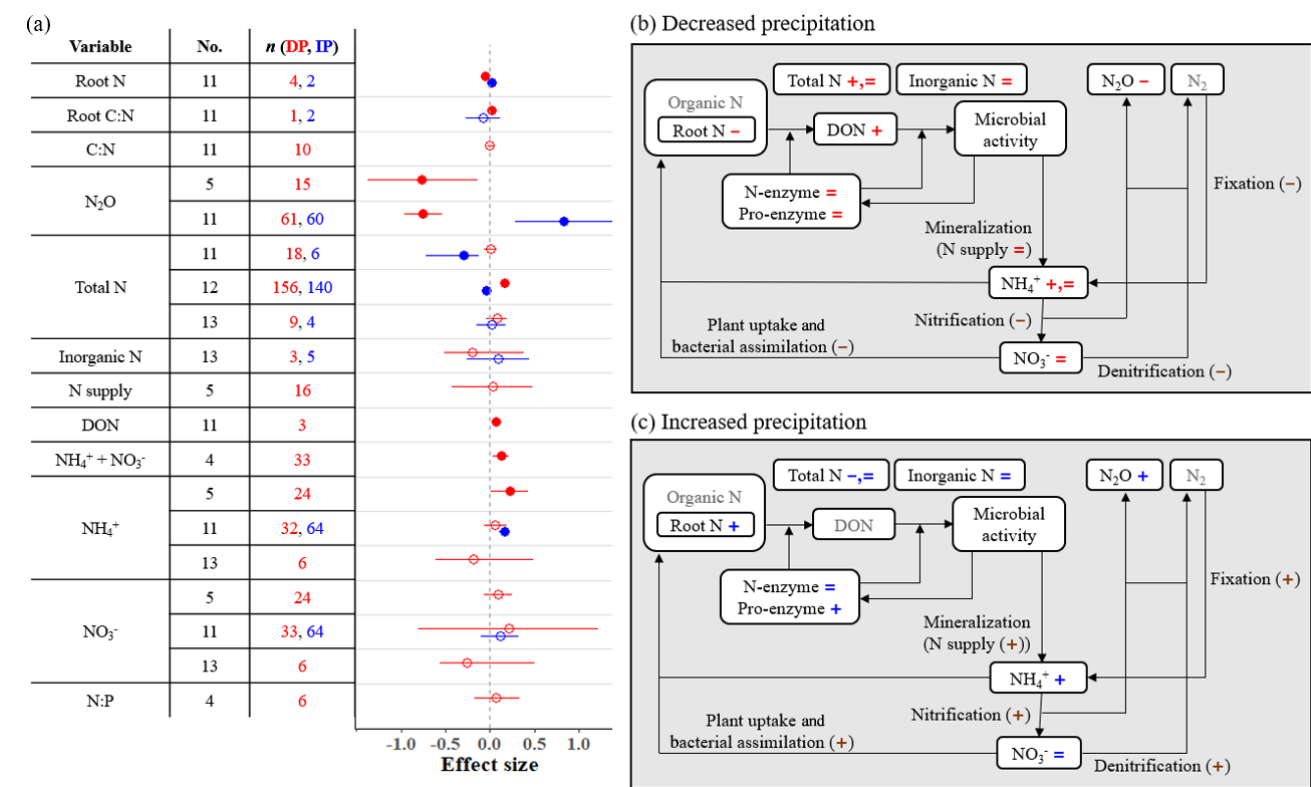 (a)
Variable No. n (DP, IP)
Root N 11 4, 2
Root C:N 11 1, 2
C:N 11 10
N₂O 5 15
11 61, 60
Total N 11 18, 6
12 156, 140
13 9, 4
Inorganic N 13 3, 5
N supply 5 16
DON 11 3
NH₄⁺ + NO₃⁻ 4 33
NH₄⁺ 5 24
11 32, 64
13 6
NO₃⁻ 5 24
11 33, 64
13 6
N:P 4 6
-1.0 -0.5 0.0 0.5 1.0
Effect size
(b) Decreased precipitation
Total N +,= Inorganic N = N₂O − N₂
Organic N
Root N −
DON +
Microbial
activity
N-enzyme =
Pro-enzyme =
Fixation (−)
Mineralization
(N supply =)
NH₄⁺ +,=
Nitrification (−)
Plant uptake and
bacterial assimilation (−)
NO₃⁻ =
Denitrification (−)
(c) Increased precipitation
Total N −,= Inorganic N = N₂O + N₂
Organic N
Root N +
DON
Microbial
activity
N-enzyme =
Pro-enzyme +
Fixation (+)
Mineralization
(N supply (+))
NH₄⁺ +
Nitrification (+)
Plant uptake and
bacterial assimilation (+)
NO₃⁻ =
Denitrification (+)